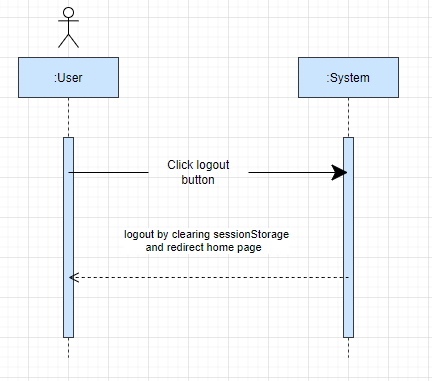 :User
:System
Click logout
button
logout by clearing sessionStorage
and redirect home page